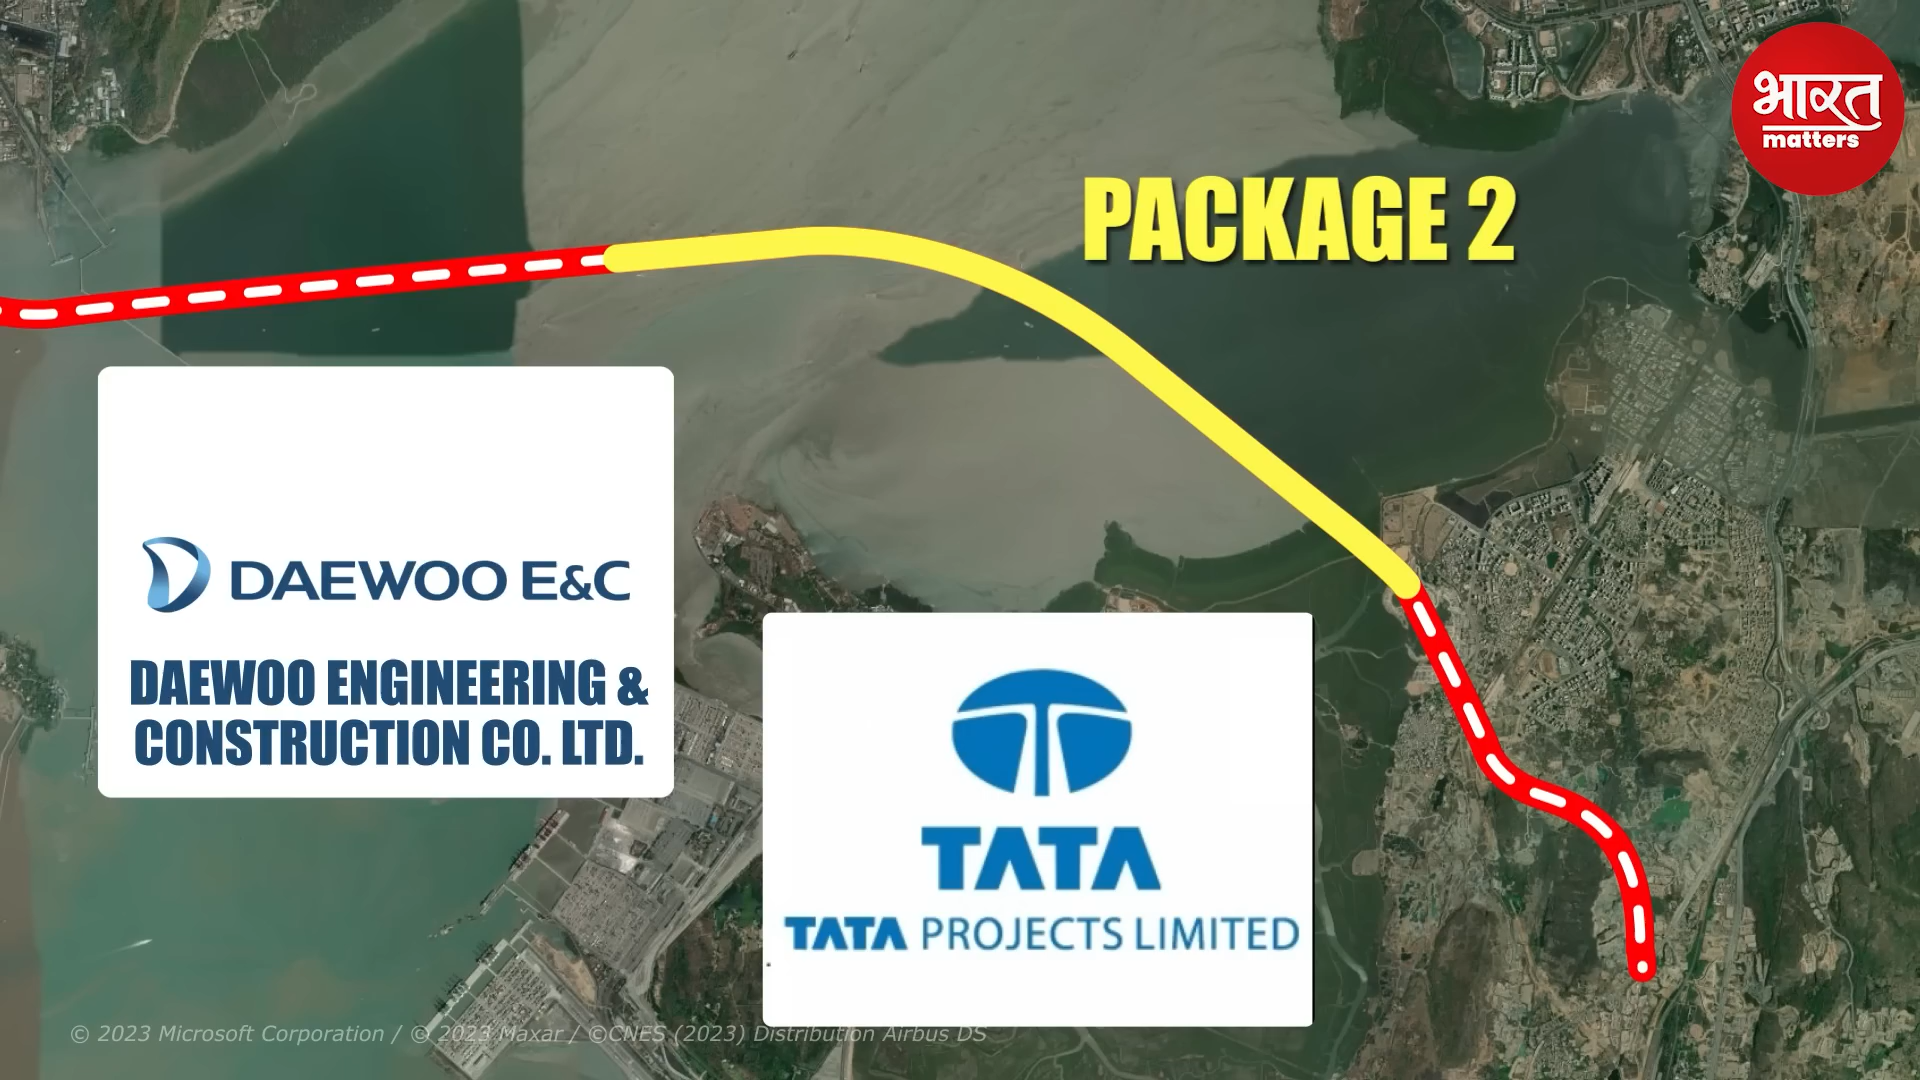 भारत
matters
PACKAGE 2
DAEWOO E&C
DAEWOO ENGINEERING &
CONSTRUCTION CO. LTD.
TATA
TATA PROJECTS LIMITED
© 2023 Microsoft Corporation / © 2023 Maxar / ©CNES (2023) Distribution Airbus DS